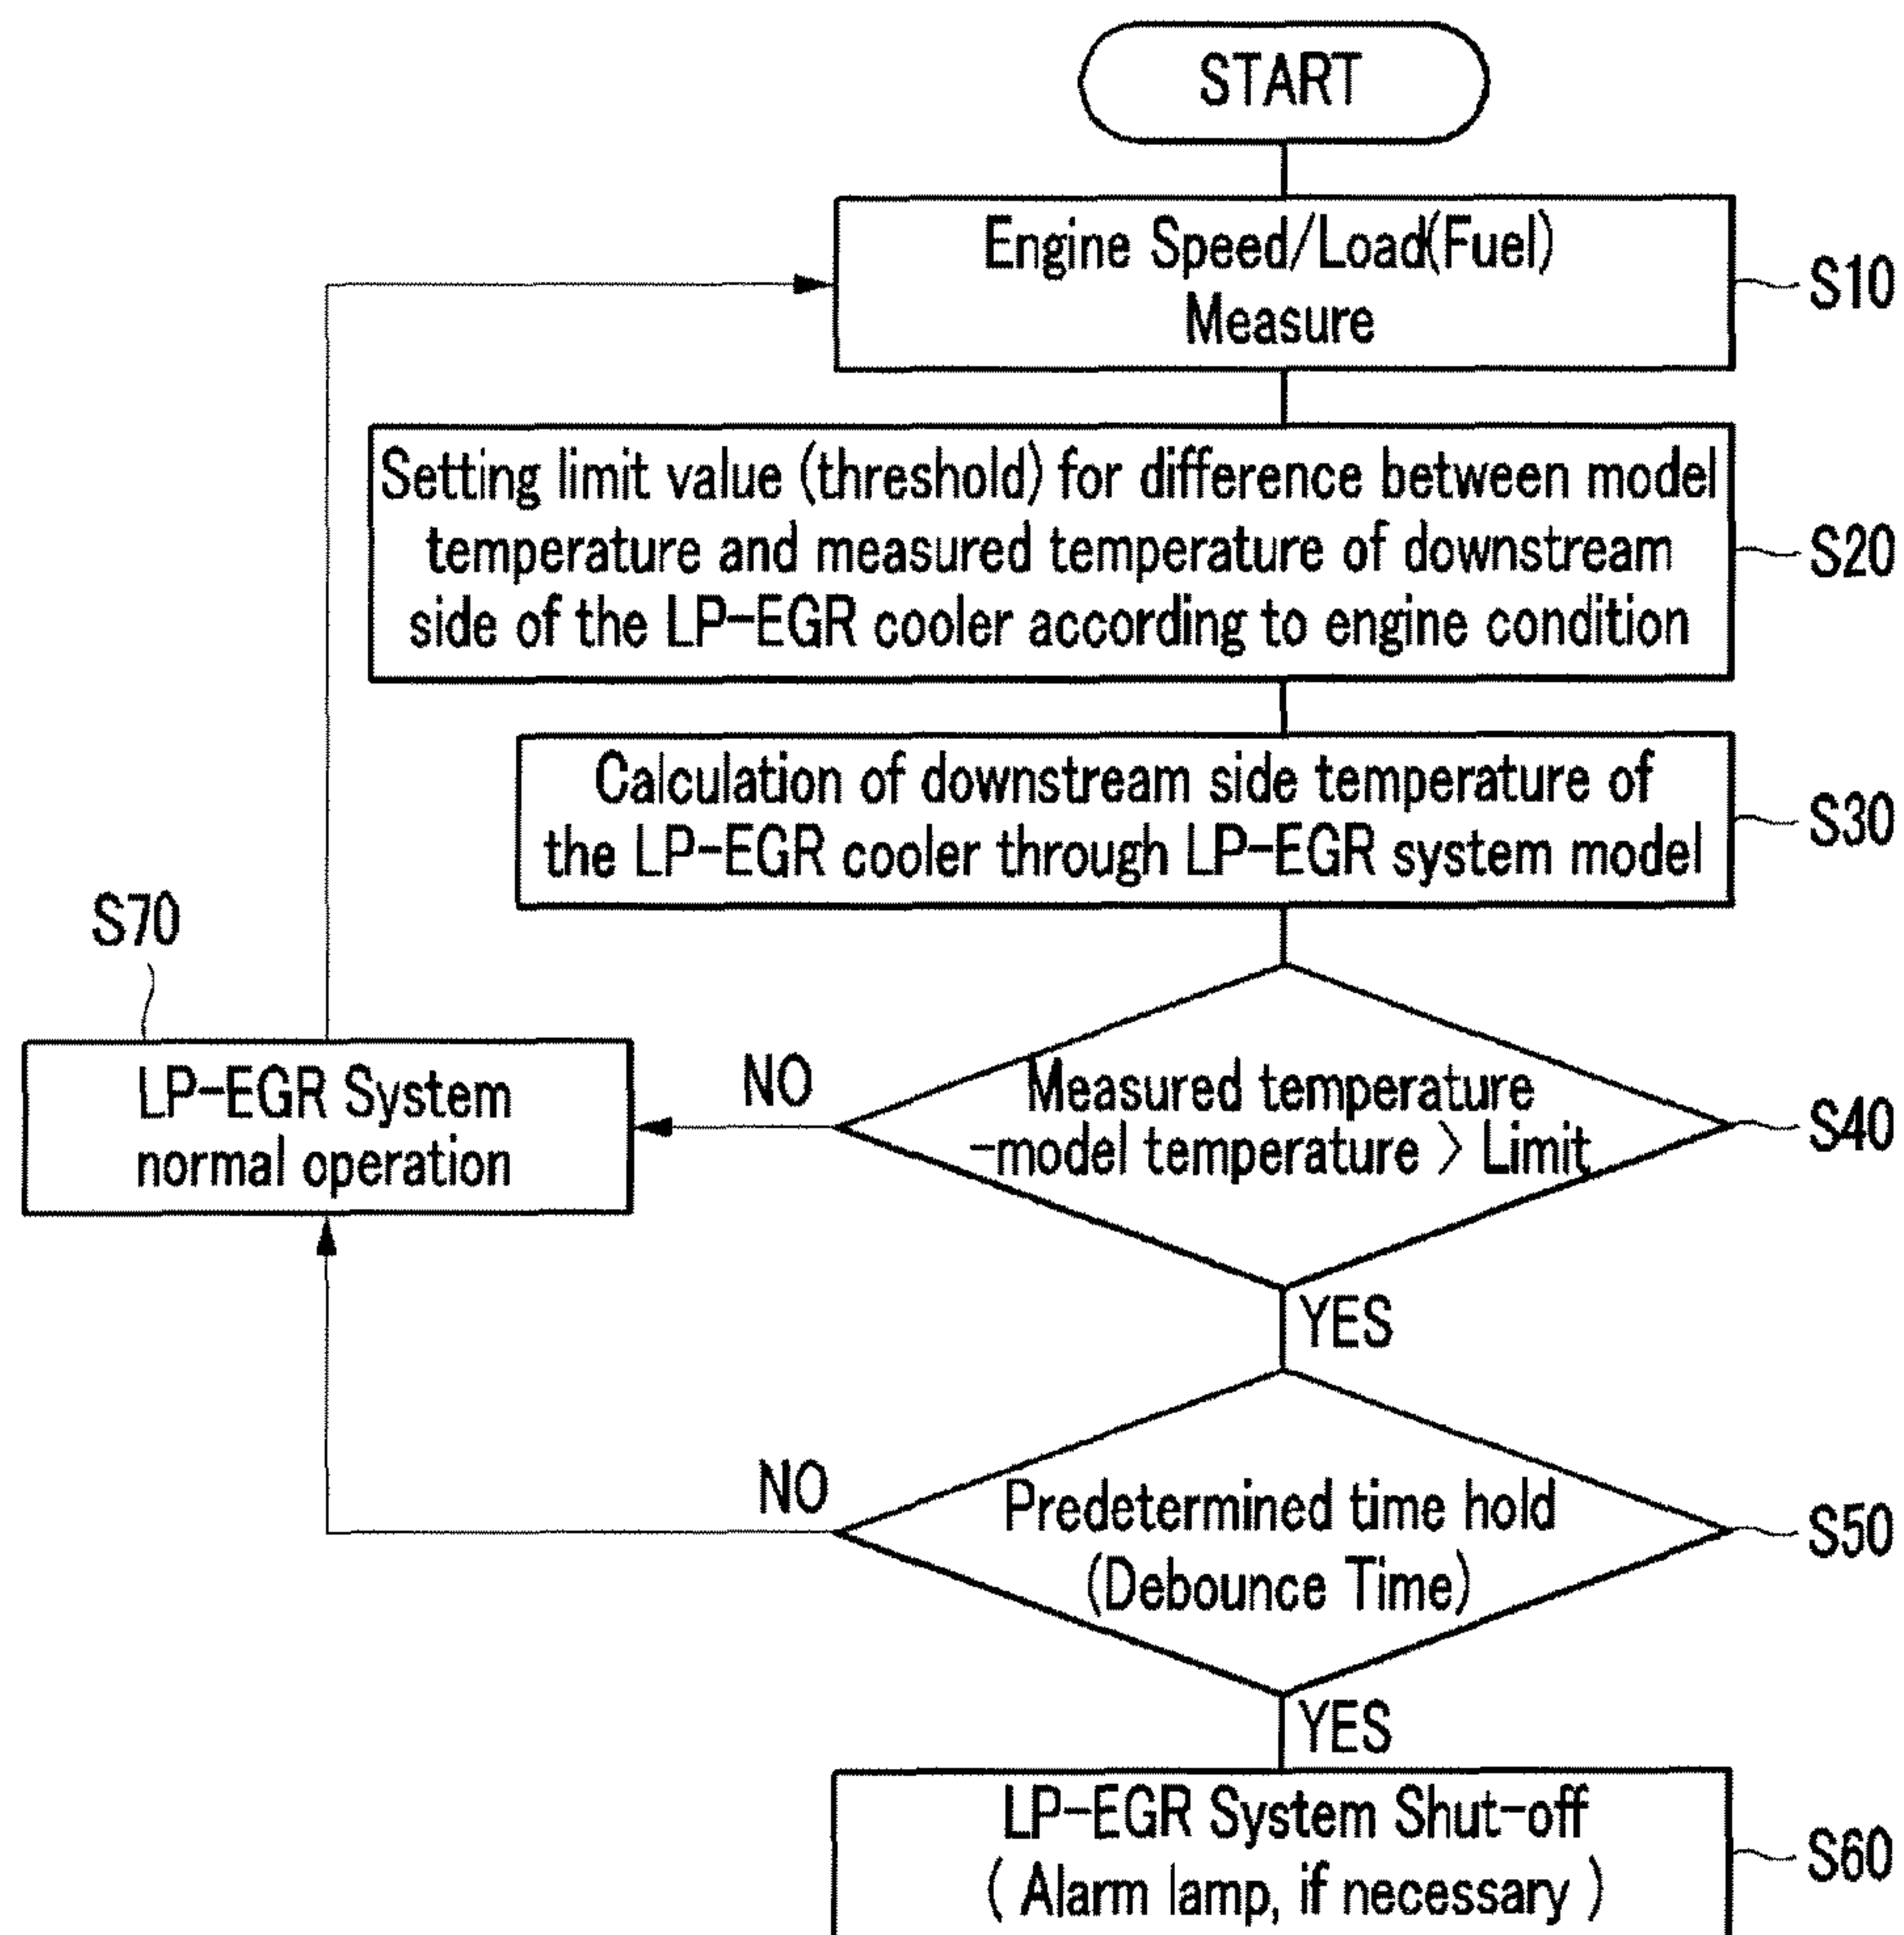 START
Engine Speed/Load(Fuel)
Measure
S10
Setting limit value (threshold) for difference between model
temperature and measured temperature of downstream
side of the LP-EGR cooler according to engine condition
S20
Calculation of downstream side temperature of
the LP-EGR cooler through LP-EGR system model
S30
S70
LP-EGR System
normal operation
NO
Measured temperature
-model temperature > Limit
S40
YES
NO
Predetermined time hold
(Debounce Time)
S50
YES
LP-EGR System Shut-off
( Alarm lamp, if necessary )
S60